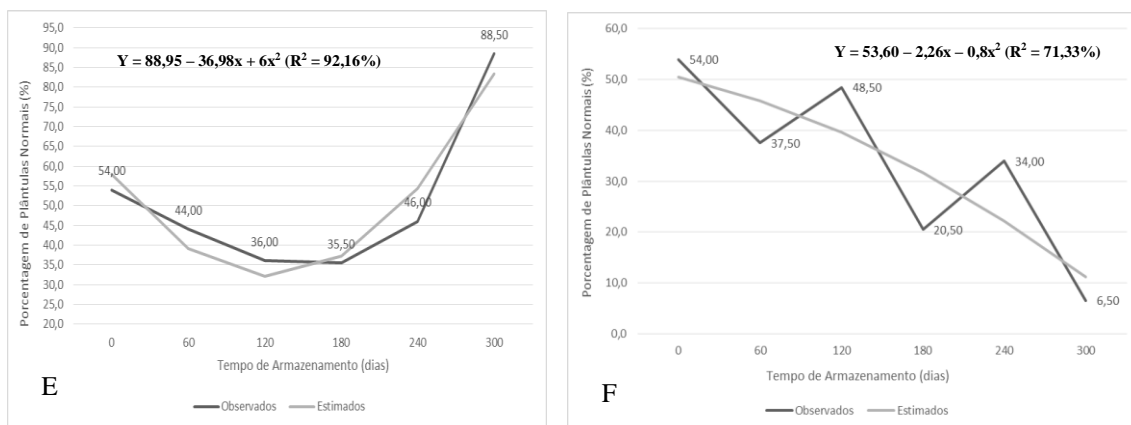 95,0
90,0
85,0
80,0
75,0
70,0
65,0
60,0
55,0
50,0
45,0
40,0
35,0
30,0
25,0
20,0
Porcentagem de Plântulas Normais (%)
Y = 88,95 – 36,98x + 6x² (R² = 92,16%)
54,00
44,00
36,00
35,50
46,00
88,50
0 60 120 180 240 300
Tempo de Armazenamento (dias)
E
Observados Estimados
60,0
50,0
40,0
30,0
20,0
10,0
0,0
Porcentagem de Plântulas Normais (%)
Y = 53,60 – 2,26x – 0,8x² (R² = 71,33%)
54,00
37,50
48,50
20,50
34,00
6,50
0 60 120 180 240 300
Tempo de Armazenamento (dias)
F
Observados Estimados